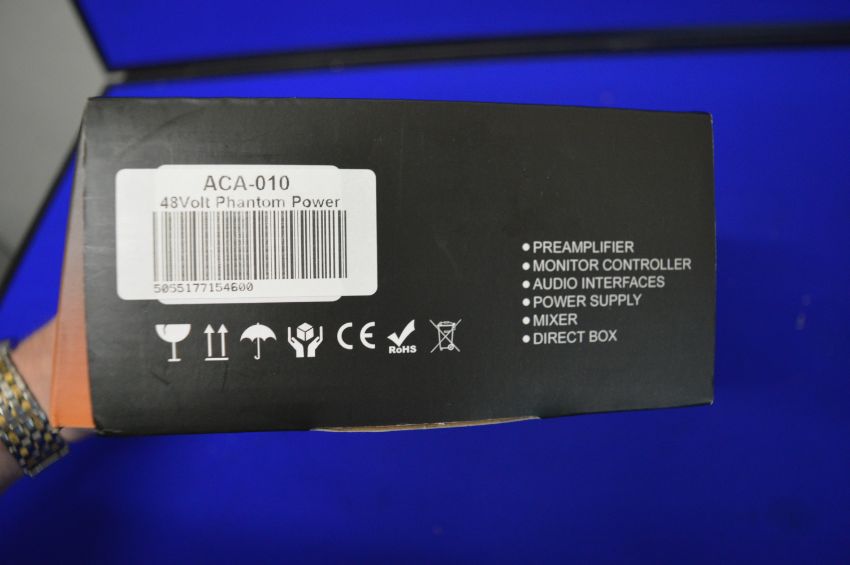 ACA-010
48Volt Phantom Power
5055177154600
CE
RoHS
• PREAMPLIFIER
• MONITOR CONTROLLER
• AUDIO INTERFACES
• POWER SUPPLY
• MIXER
• DIRECT BOX